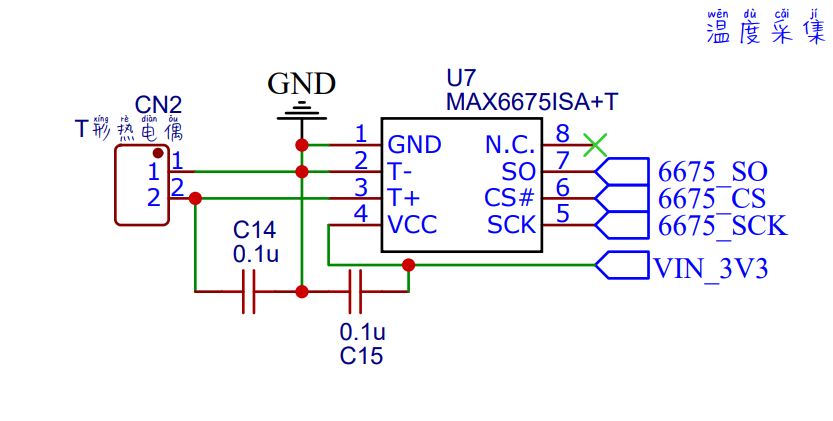 wēn dù cǎi jí
温度采集
GND
U7
MAX6675ISA+T
CN2
xíng rè diàn ǒu
T形热电偶
1 1
2 2
1 GND
2 T-
3 T+
4 VCC
N.C. 8
SO 7 6675_SO
CS# 6 6675_CS
SCK 5 6675_SCK
VIN_3V3
C14
0.1u
0.1u
C15